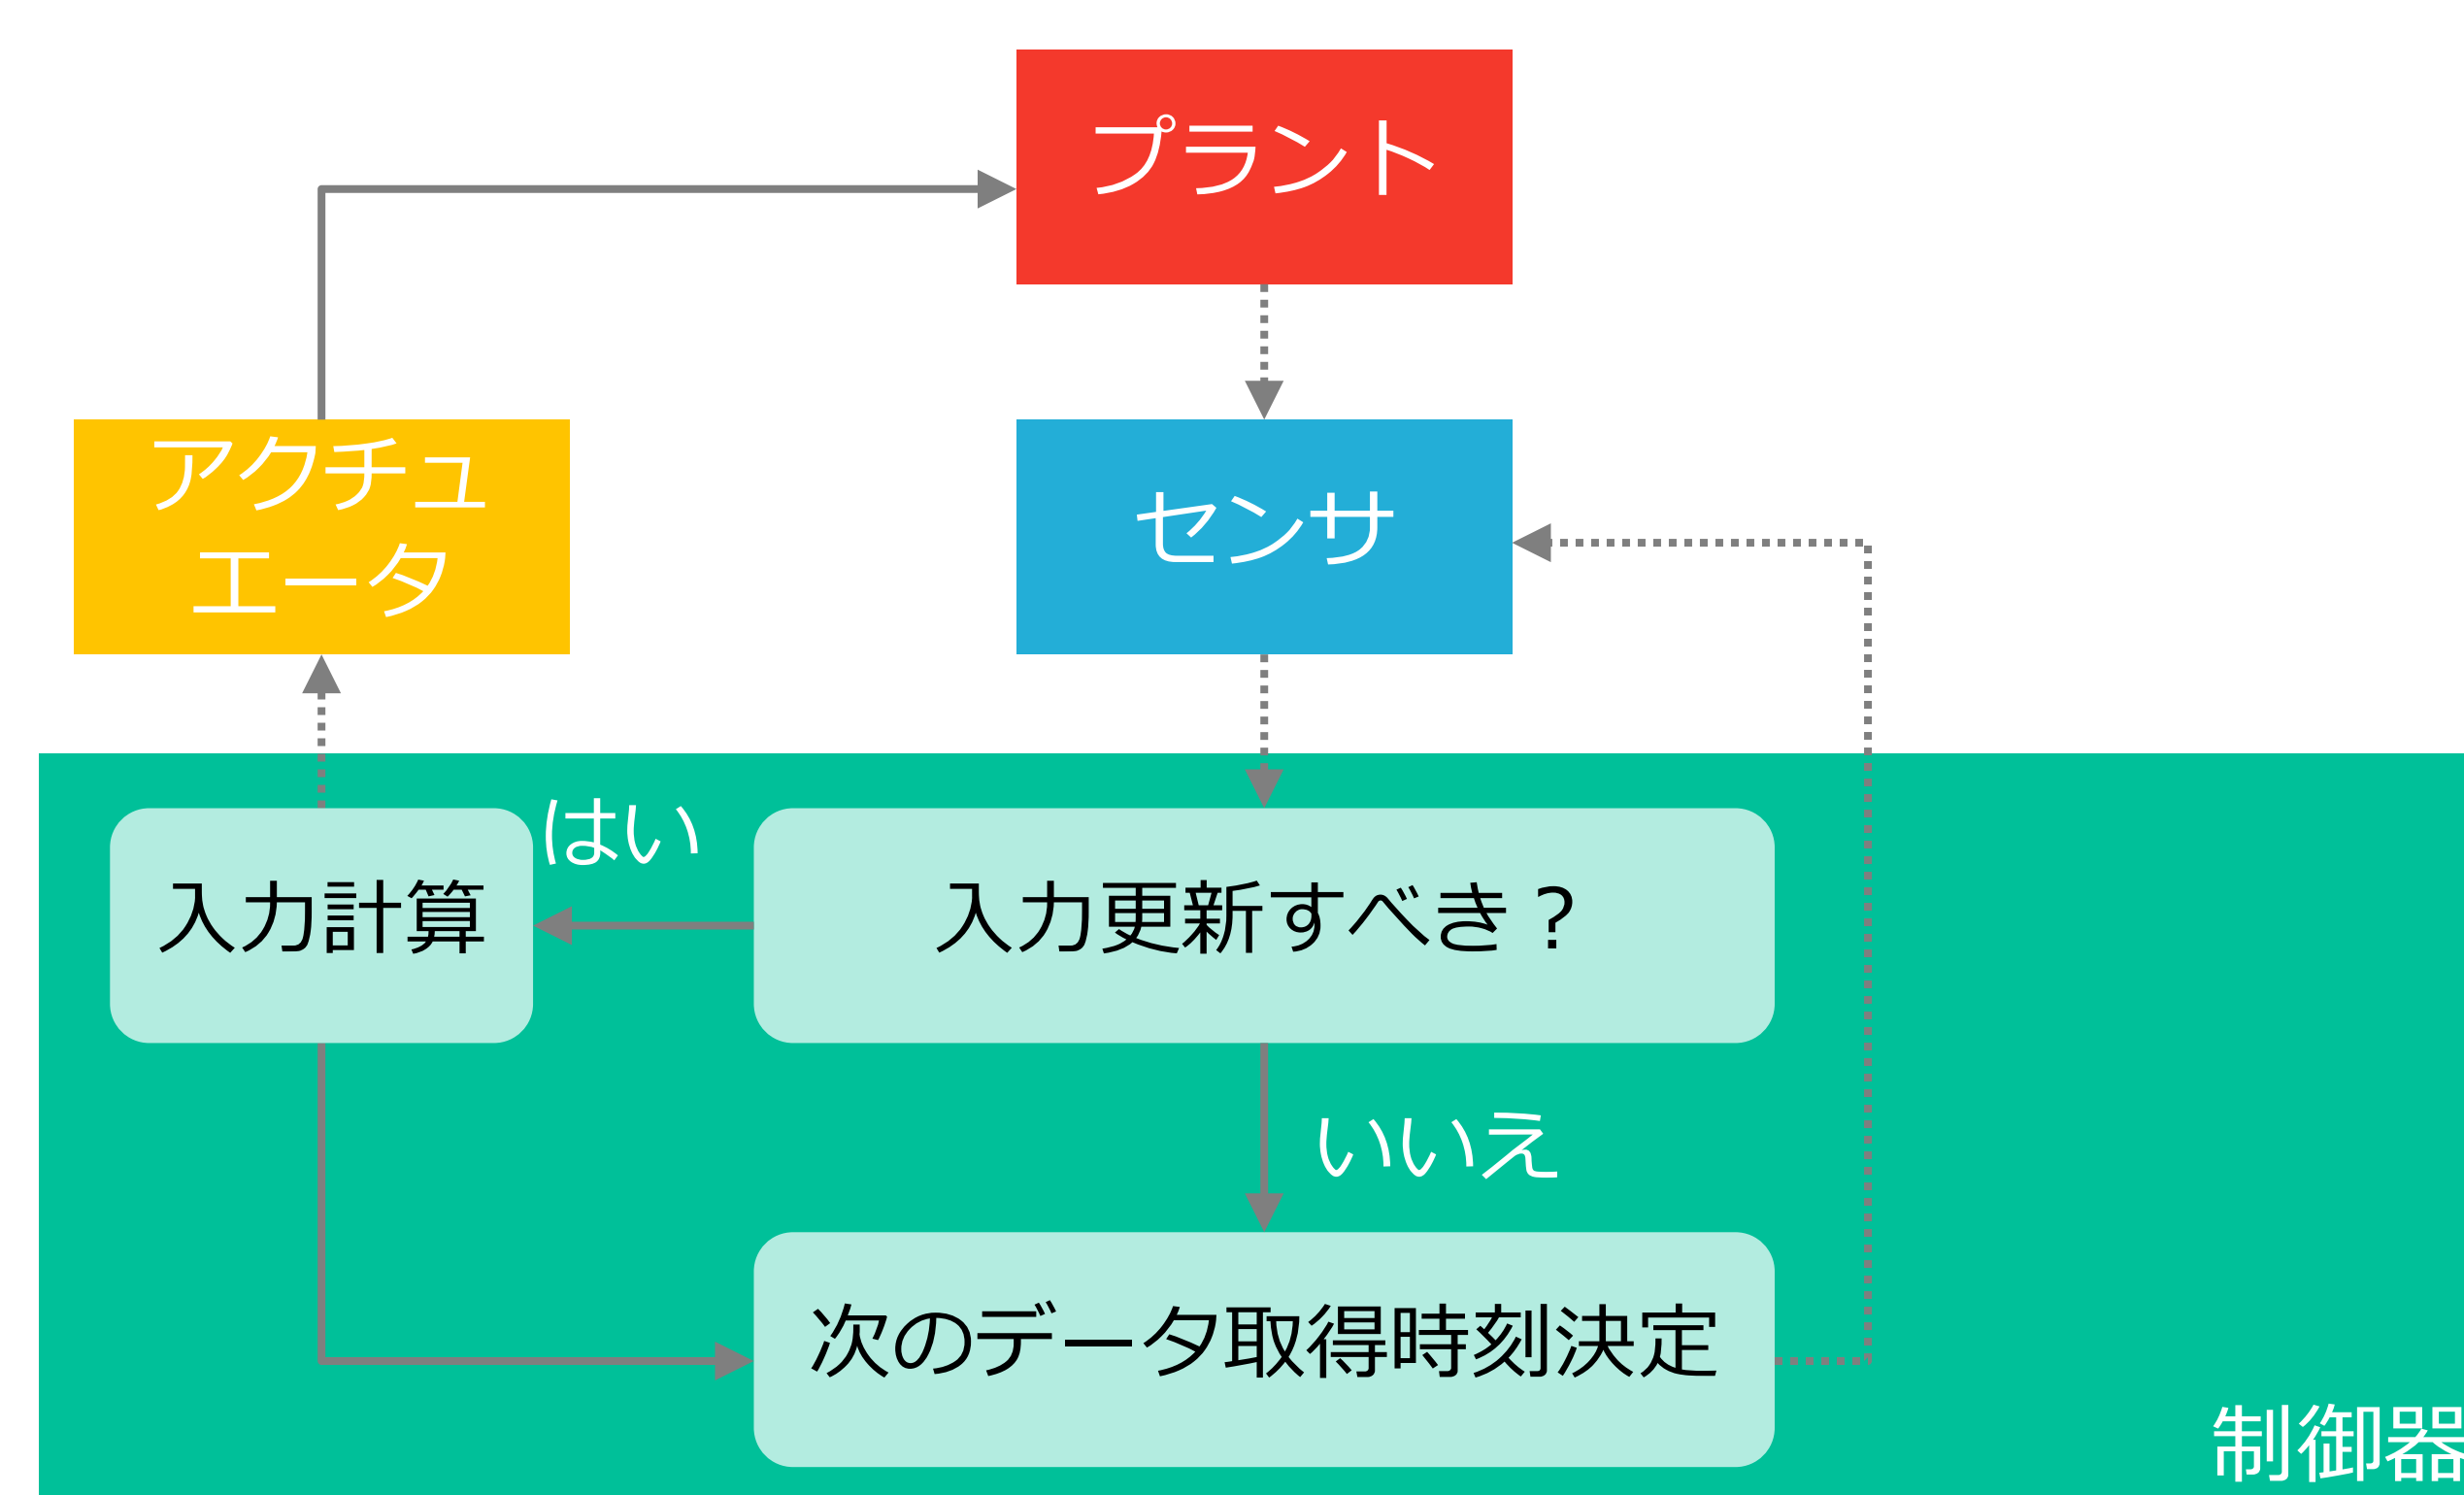 プラント
アクチュ
エータ
センサ
はい
入力計算
入力更新すべき？
いいえ
次のデータ取得時刻決定
制御器